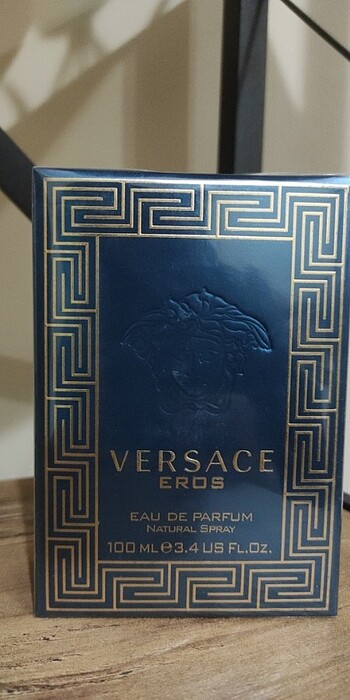 VERSACE
EROS
EAU DE PARFUM
NATURAL SPRAY
100 ML ℮ 3.4 US FL.OZ.